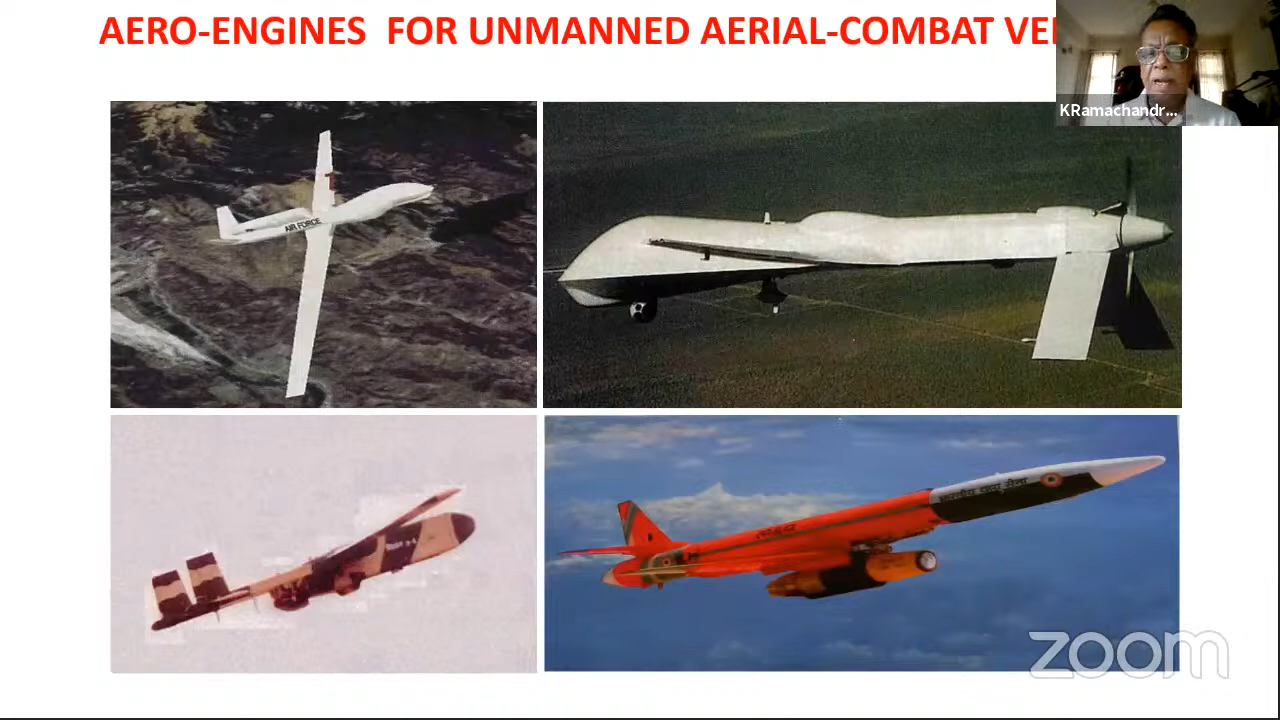 AERO-ENGINES FOR UNMANNED AERIAL-COMBAT VE
KRamachandr...
AIR FORCE
zoom